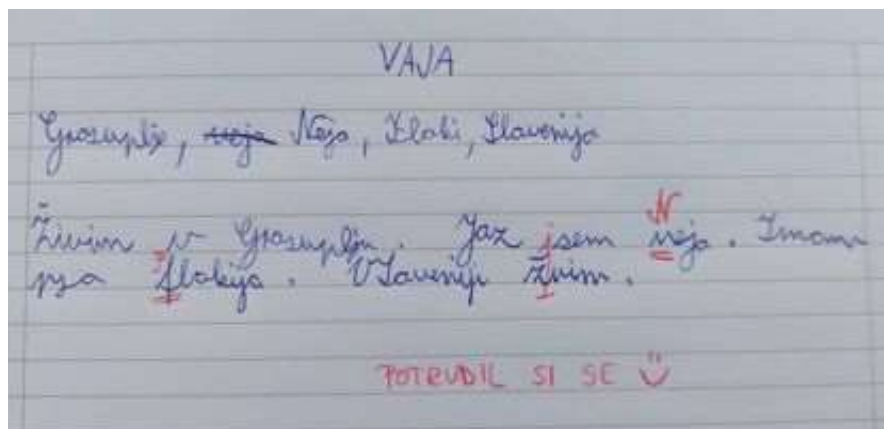 VAJA
Grosuplje, neja Neja, Floki, Slovenija
N
Živim v Grosuplju. Jaz jsem neja. Imam
psa flokija. V Sloveniji živim.
POTRUDIL SI SE